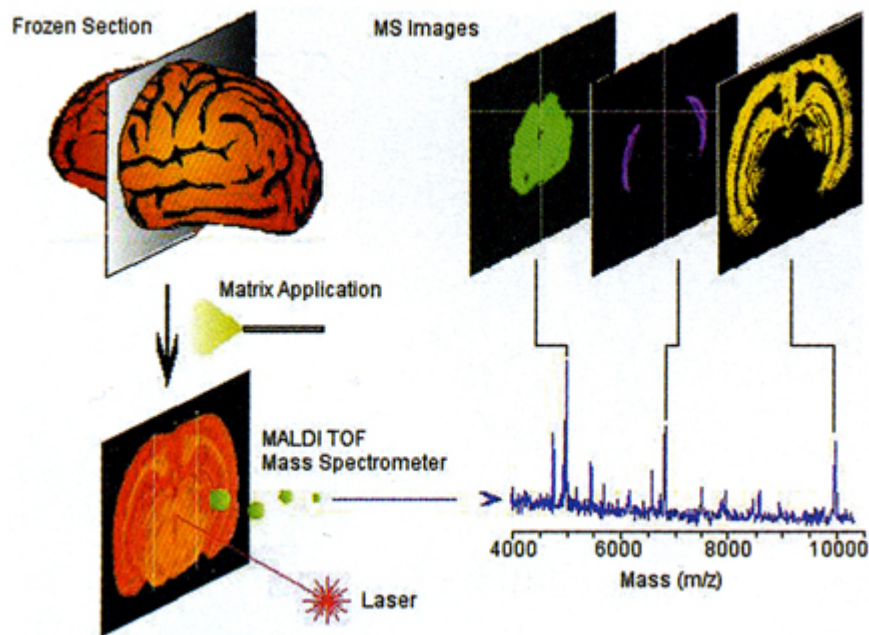 Frozen Section
MS Images
Matrix Application
MALDI TOF
Mass Spectrometer
Laser
4000 6000 8000 10000
Mass (m/z)